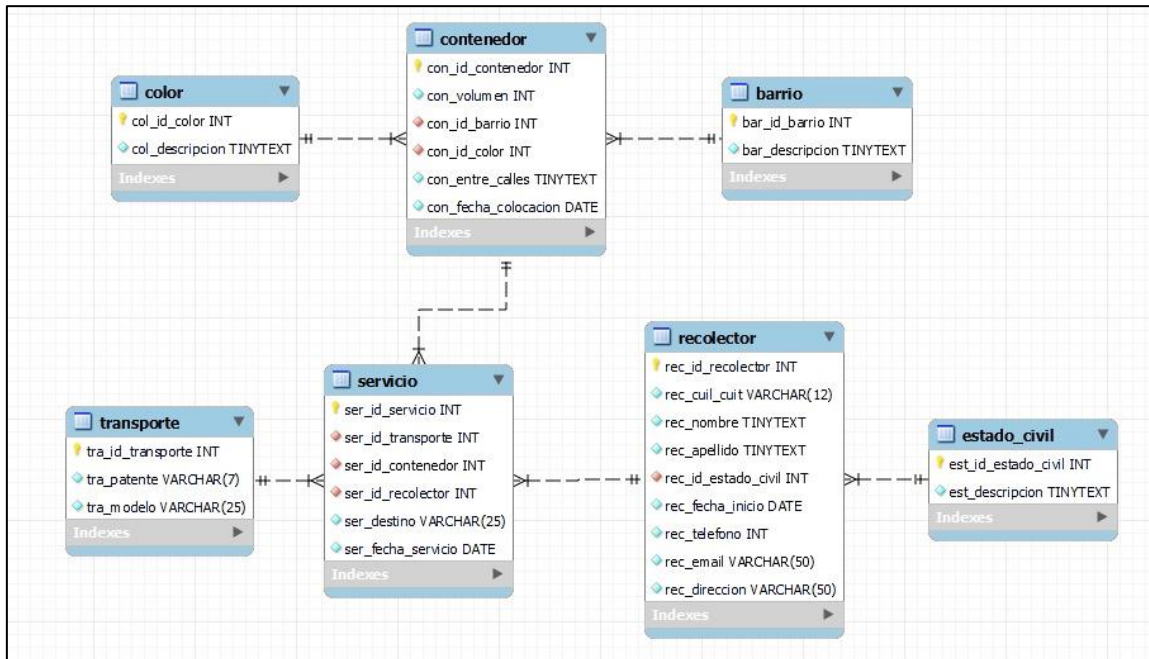 contenedor
con_id_contenedor INT
con_volumen INT
con_id_barrio INT
con_id_color INT
con_entre_calles TINYTEXT
con_fecha_colocacion DATE
Indexes
color
col_id_color INT
col_descripcion TINYTEXT
Indexes
barrio
bar_id_barrio INT
bar_descripcion TINYTEXT
Indexes
servicio
ser_id_servicio INT
ser_id_transporte INT
ser_id_contenedor INT
ser_id_recolector INT
ser_destino VARCHAR(25)
ser_fecha_servicio DATE
Indexes
transporte
tra_id_transporte INT
tra_patente VARCHAR(7)
tra_modelo VARCHAR(25)
Indexes
recolector
rec_id_recolector INT
rec_cuil_cuit VARCHAR(12)
rec_nombre TINYTEXT
rec_apellido TINYTEXT
rec_id_estado_civil INT
rec_fecha_inicio DATE
rec_telefono INT
rec_email VARCHAR(50)
rec_direccion VARCHAR(50)
Indexes
estado_civil
est_id_estado_civil INT
est_descripcion TINYTEXT
Indexes